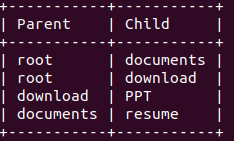 +-----------+-----------+
| Parent    | Child     |
+-----------+-----------+
| root      | documents |
| root      | download  |
| download  | PPT       |
| documents | resume    |
+-----------+-----------+